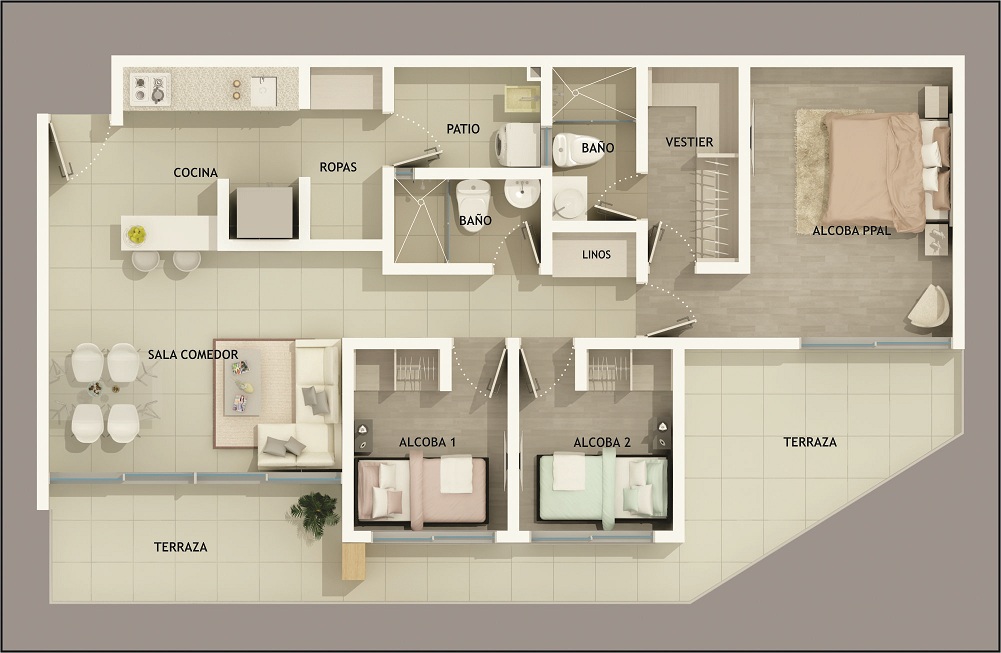 PATIO
BAÑO
VESTIER
COCINA
ROPAS
BAÑO
ALCOBA PPAL
LINOS
SALA COMEDOR
ALCOBA 1
ALCOBA 2
TERRAZA
TERRAZA